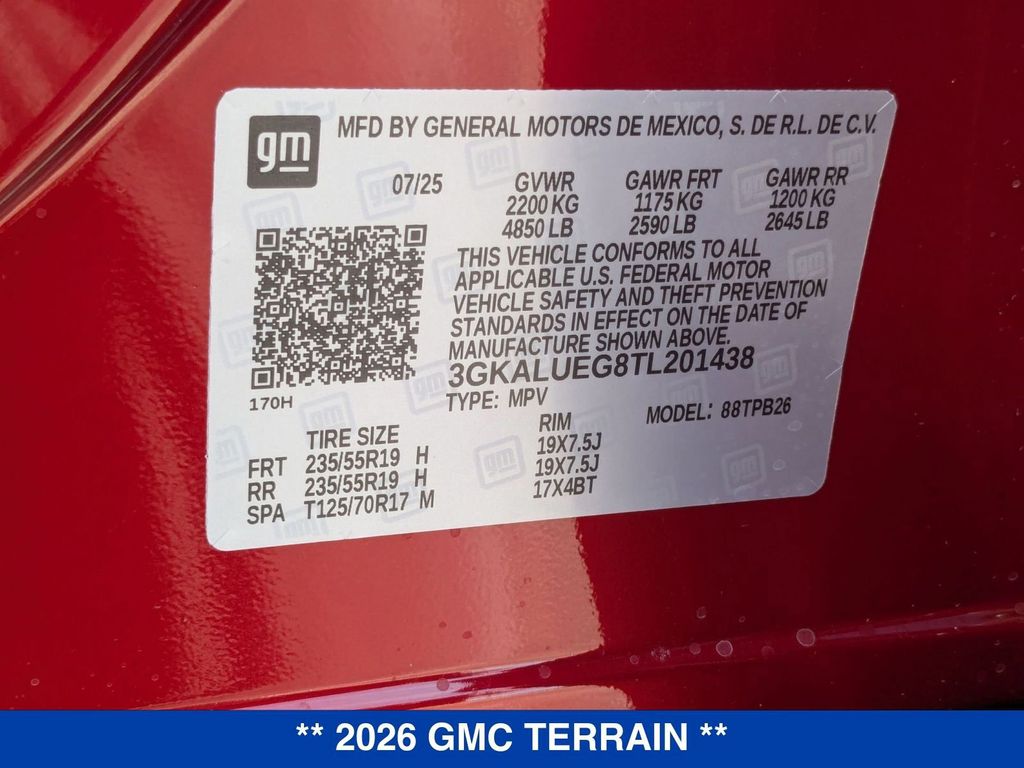 gm
MFD BY GENERAL MOTORS DE MEXICO, S. DE R.L. DE C.V.
07/25 GVWR GAWR FRT GAWR RR
2200 KG 1175 KG 1200 KG
4850 LB 2590 LB 2645 LB
THIS VEHICLE CONFORMS TO ALL
APPLICABLE U.S. FEDERAL MOTOR
VEHICLE SAFETY AND THEFT PREVENTION
STANDARDS IN EFFECT ON THE DATE OF
MANUFACTURE SHOWN ABOVE.
3GKALUEG8TL201438
170H
TYPE: MPV MODEL: 88TPB26
TIRE SIZE RIM
FRT 235/55R19 H 19X7.5J
RR 235/55R19 H 19X7.5J
SPA T125/70R17 M 17X4BT
** 2026 GMC TERRAIN **